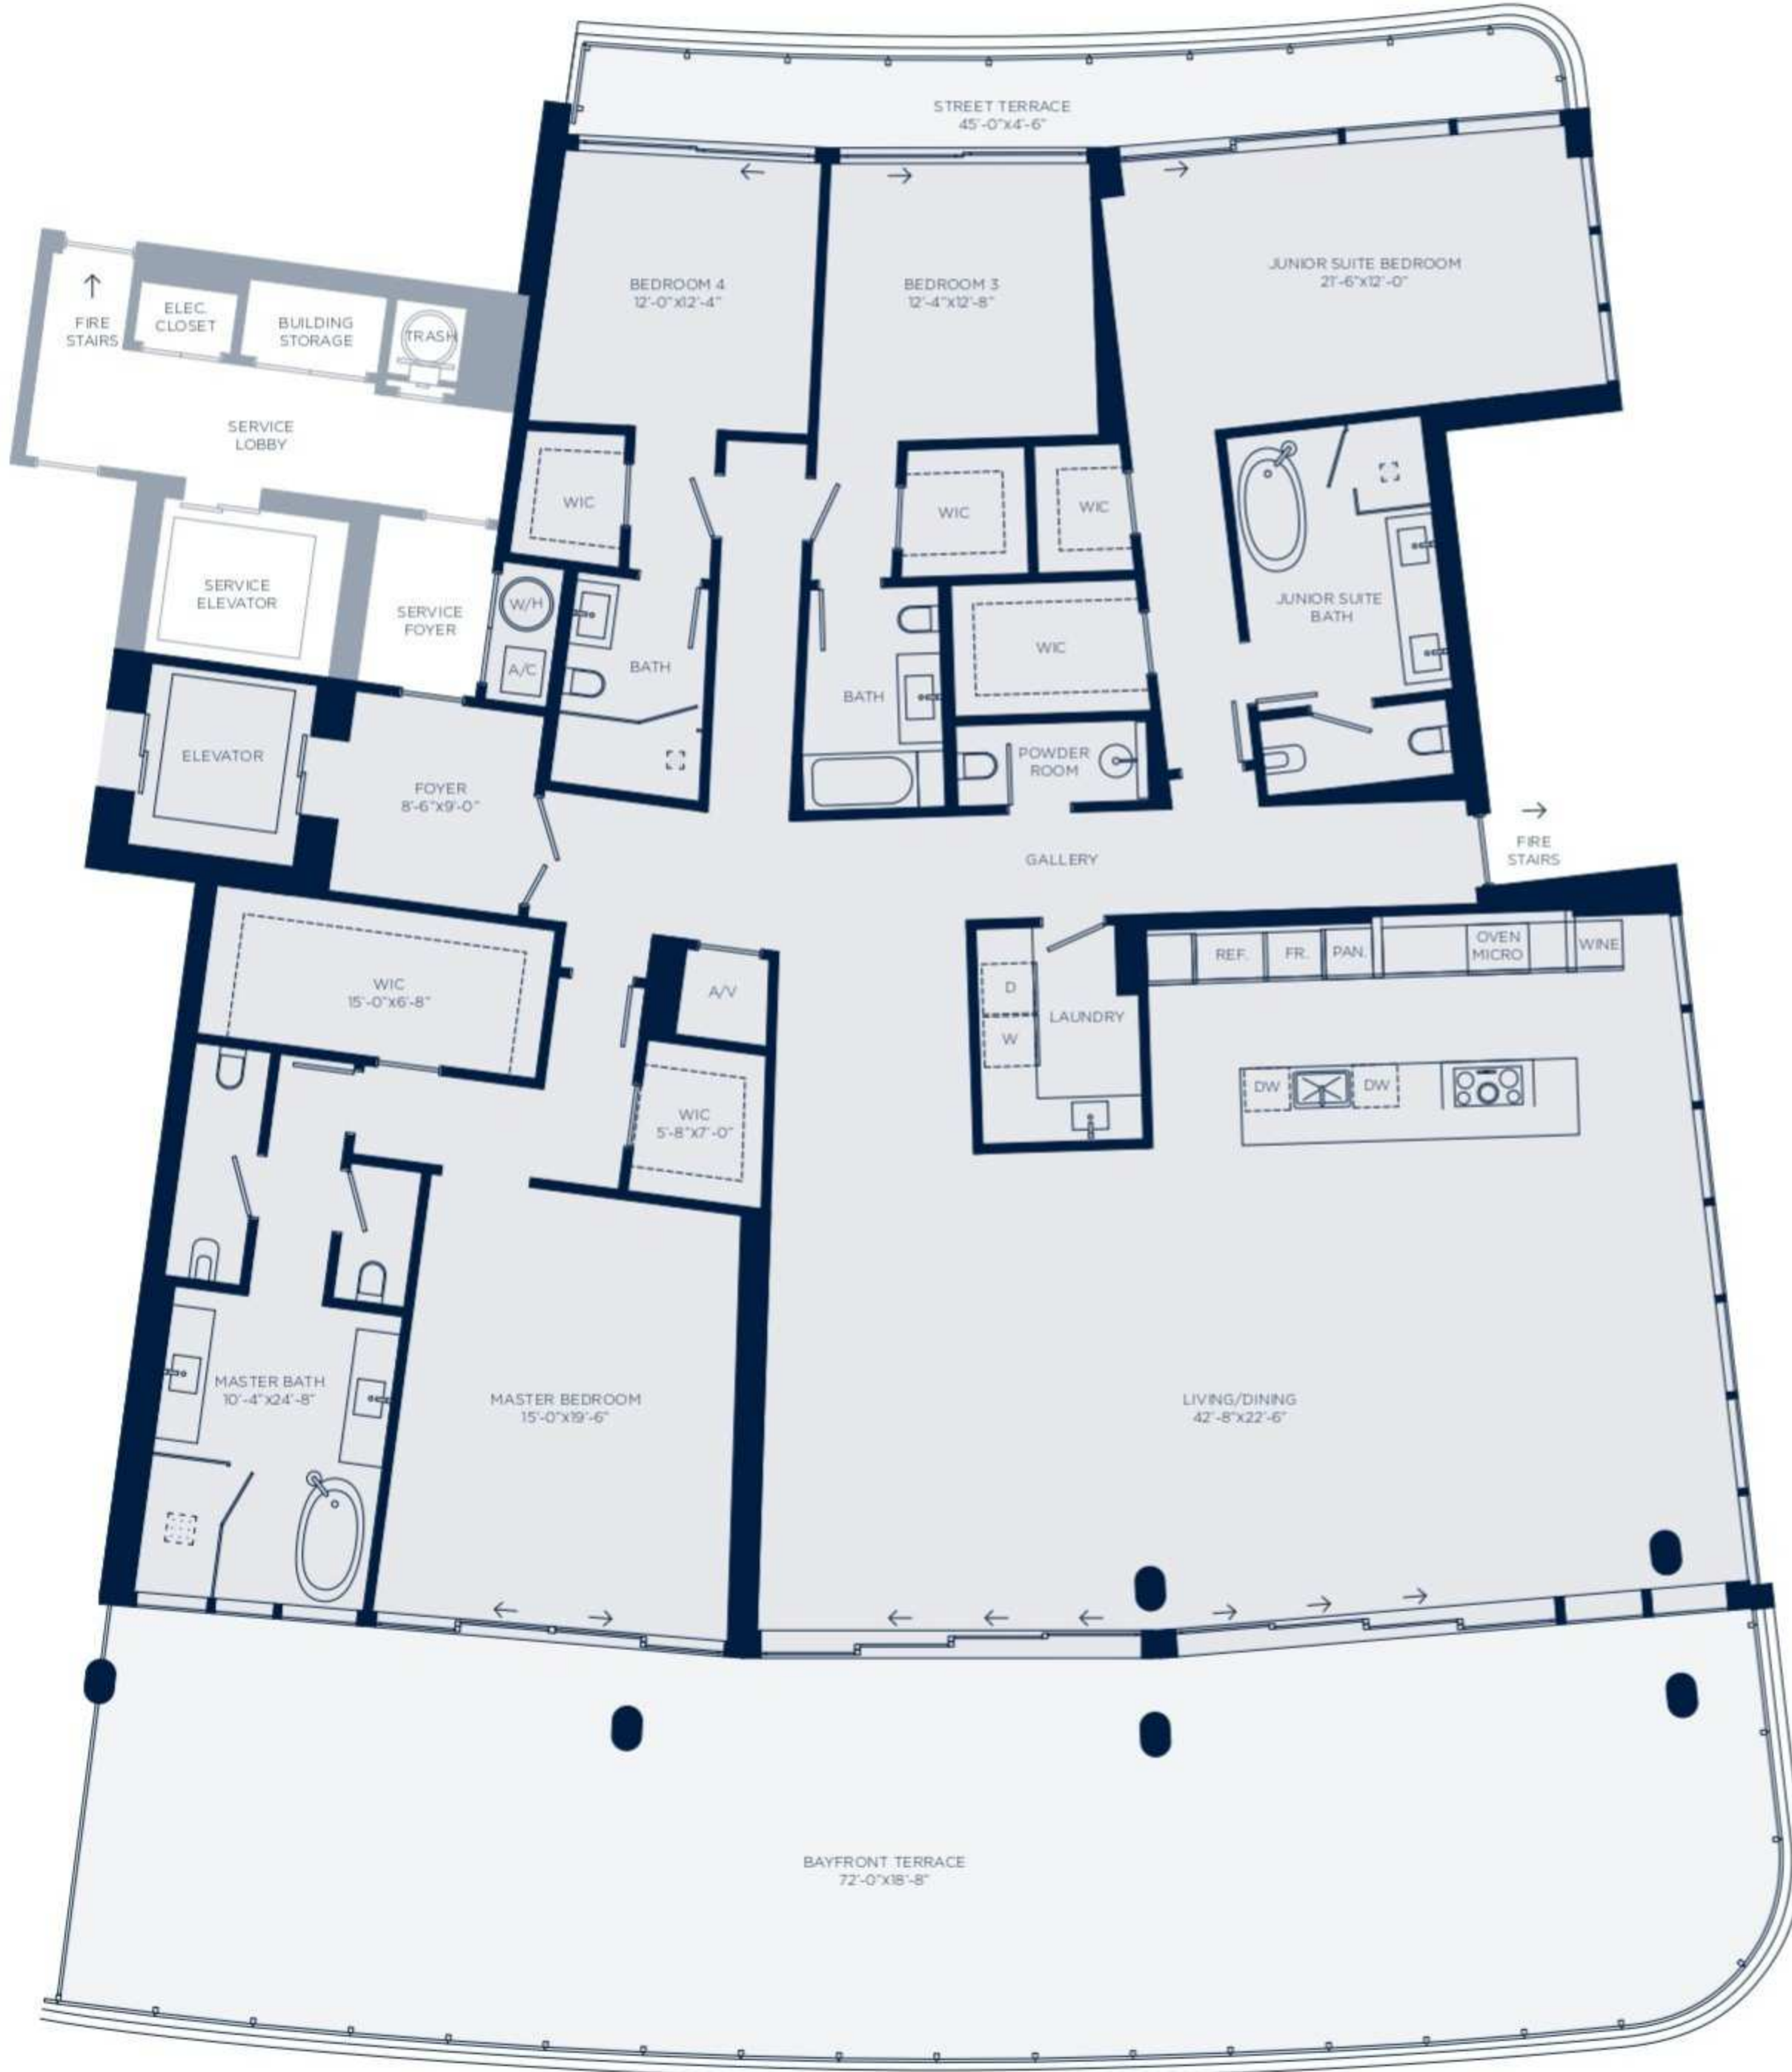 STREET TERRACE
45'-0"X4'-6"
BEDROOM 4
12'-0"X12'-4"
BEDROOM 3
12'-4"X12'-8"
JUNIOR SUITE BEDROOM
21'-6"X12'-0"
FIRE
STAIRS
ELEC.
CLOSET
BUILDING
STORAGE
TRASH
SERVICE
LOBBY
WIC
WIC
WIC
SERVICE
ELEVATOR
SERVICE
FOYER
W/H
A/C
BATH
BATH
WIC
JUNIOR SUITE
BATH
ELEVATOR
FOYER
8'-6"X9'-0"
POWDER
ROOM
GALLERY
FIRE
STAIRS
WIC
15'-0"X6'-8"
A/V
D
W
LAUNDRY
REF.
FR.
PAN.
OVEN
MICRO
WINE
WIC
5'-8"X7'-0"
DW
DW
MASTER BATH
10'-4"X24'-8"
MASTER BEDROOM
15'-0"X19'-6"
LIVING/DINING
42'-8"X22'-6"
BAYFRONT TERRACE
72'-0"X18'-8"